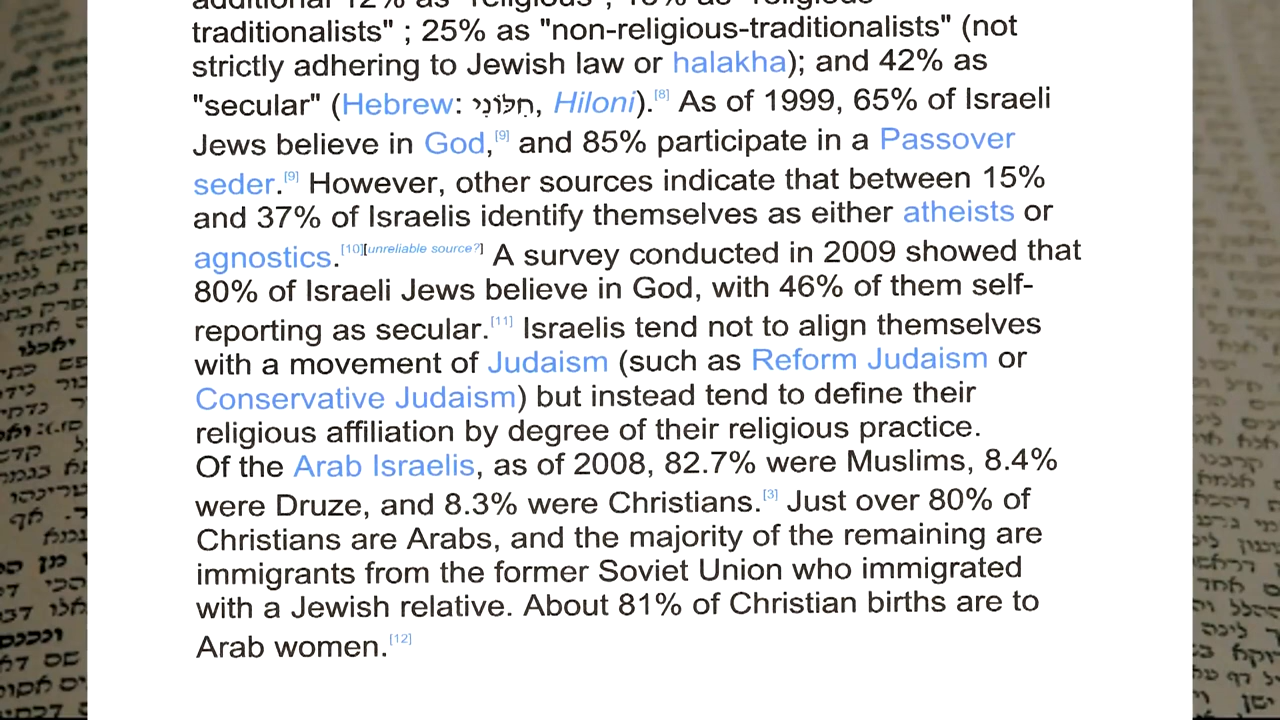 traditionalists" ; 25% as "non-religious-traditionalists" (not
strictly adhering to Jewish law or halakha); and 42% as
"secular" (Hebrew: חִלּוֹנִי, Hiloni).[8] As of 1999, 65% of Israeli
Jews believe in God,[9] and 85% participate in a Passover
seder.[9] However, other sources indicate that between 15%
and 37% of Israelis identify themselves as either atheists or
agnostics.[10][unreliable source?] A survey conducted in 2009 showed that
80% of Israeli Jews believe in God, with 46% of them self-
reporting as secular.[11] Israelis tend not to align themselves
with a movement of Judaism (such as Reform Judaism or
Conservative Judaism) but instead tend to define their
religious affiliation by degree of their religious practice.
Of the Arab Israelis, as of 2008, 82.7% were Muslims, 8.4%
were Druze, and 8.3% were Christians.[3] Just over 80% of
Christians are Arabs, and the majority of the remaining are
immigrants from the former Soviet Union who immigrated
with a Jewish relative. About 81% of Christian births are to
Arab women.[12]